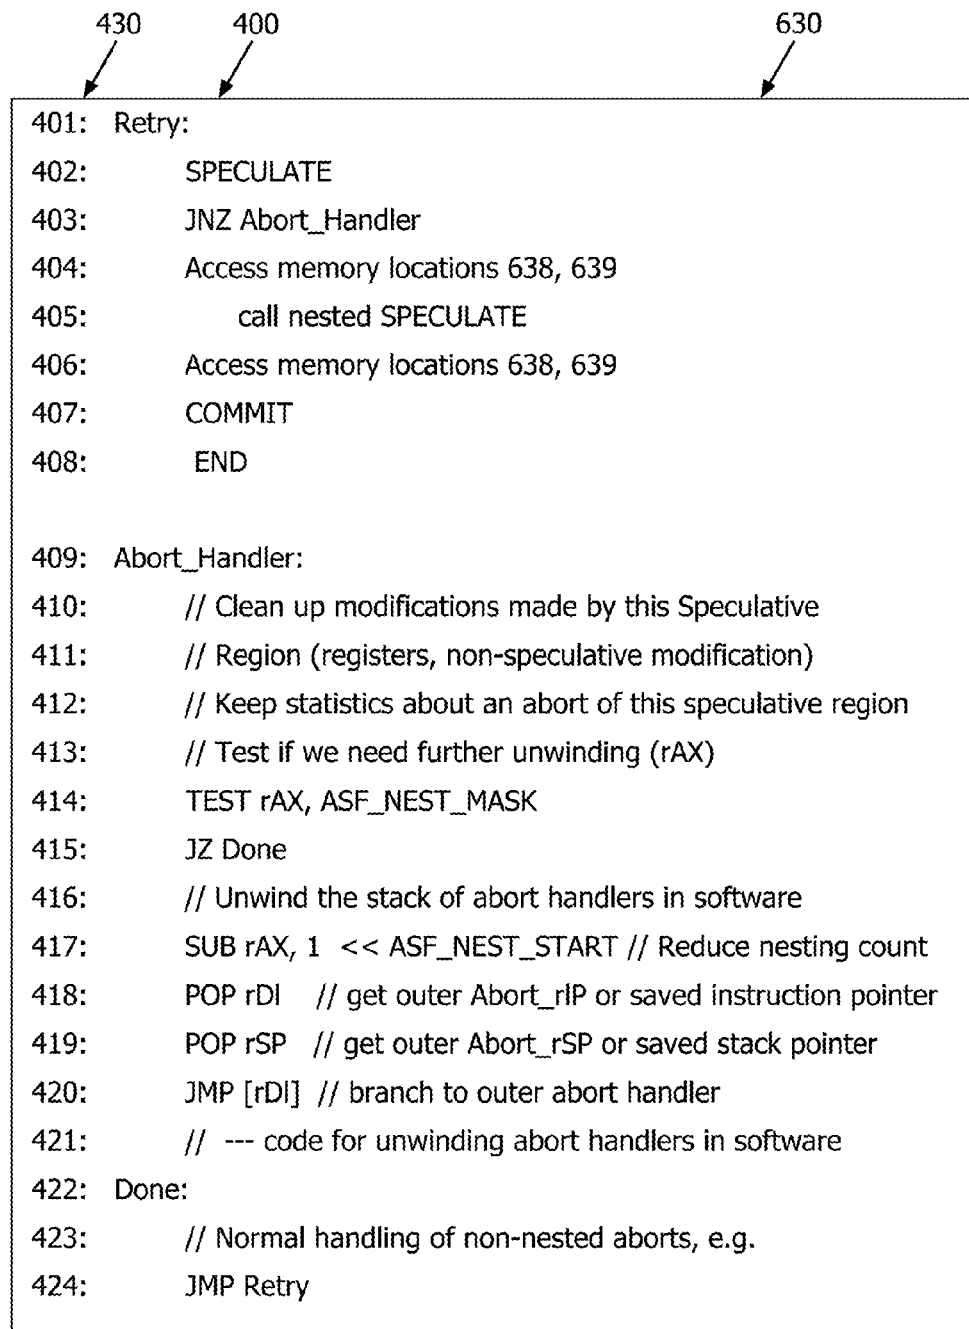 430 400 630
401: Retry:
402: SPECULATE
403: JNZ Abort_Handler
404: Access memory locations 638, 639
405: call nested SPECULATE
406: Access memory locations 638, 639
407: COMMIT
408: END
409: Abort_Handler:
410: // Clean up modifications made by this Speculative
411: // Region (registers, non-speculative modification)
412: // Keep statistics about an abort of this speculative region
413: // Test if we need further unwinding (rAX)
414: TEST rAX, ASF_NEST_MASK
415: JZ Done
416: // Unwind the stack of abort handlers in software
417: SUB rAX, 1 << ASF_NEST_START // Reduce nesting count
418: POP rDI // get outer Abort_rIP or saved instruction pointer
419: POP rSP // get outer Abort_rSP or saved stack pointer
420: JMP [rDI] // branch to outer abort handler
421: // --- code for unwinding abort handlers in software
422: Done:
423: // Normal handling of non-nested aborts, e.g.
424: JMP Retry